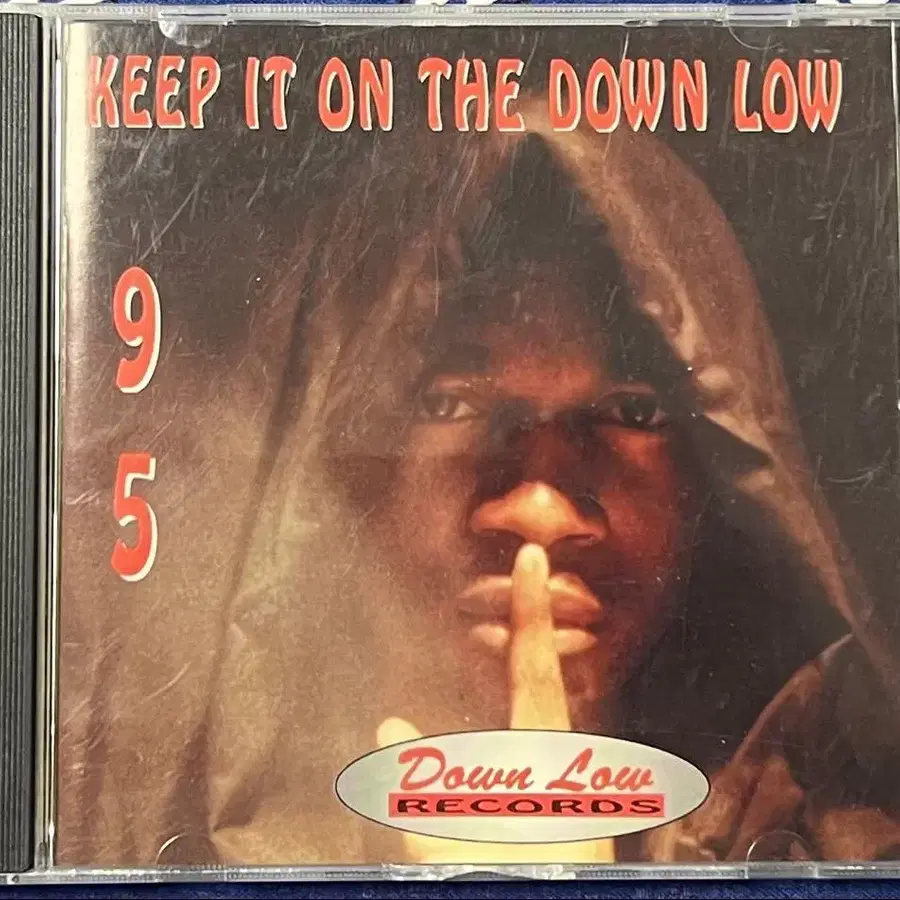 KEEP IT ON THE DOWN LOW
9
5
Down Low
RECORDS